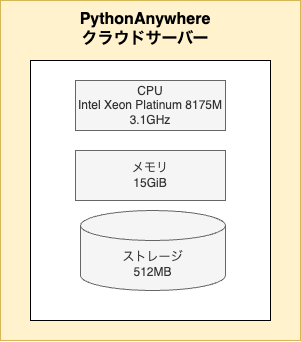 PythonAnywhere
クラウドサーバー
CPU
Intel Xeon Platinum 8175M
3.1GHz
メモリ
15GiB
ストレージ
512MB